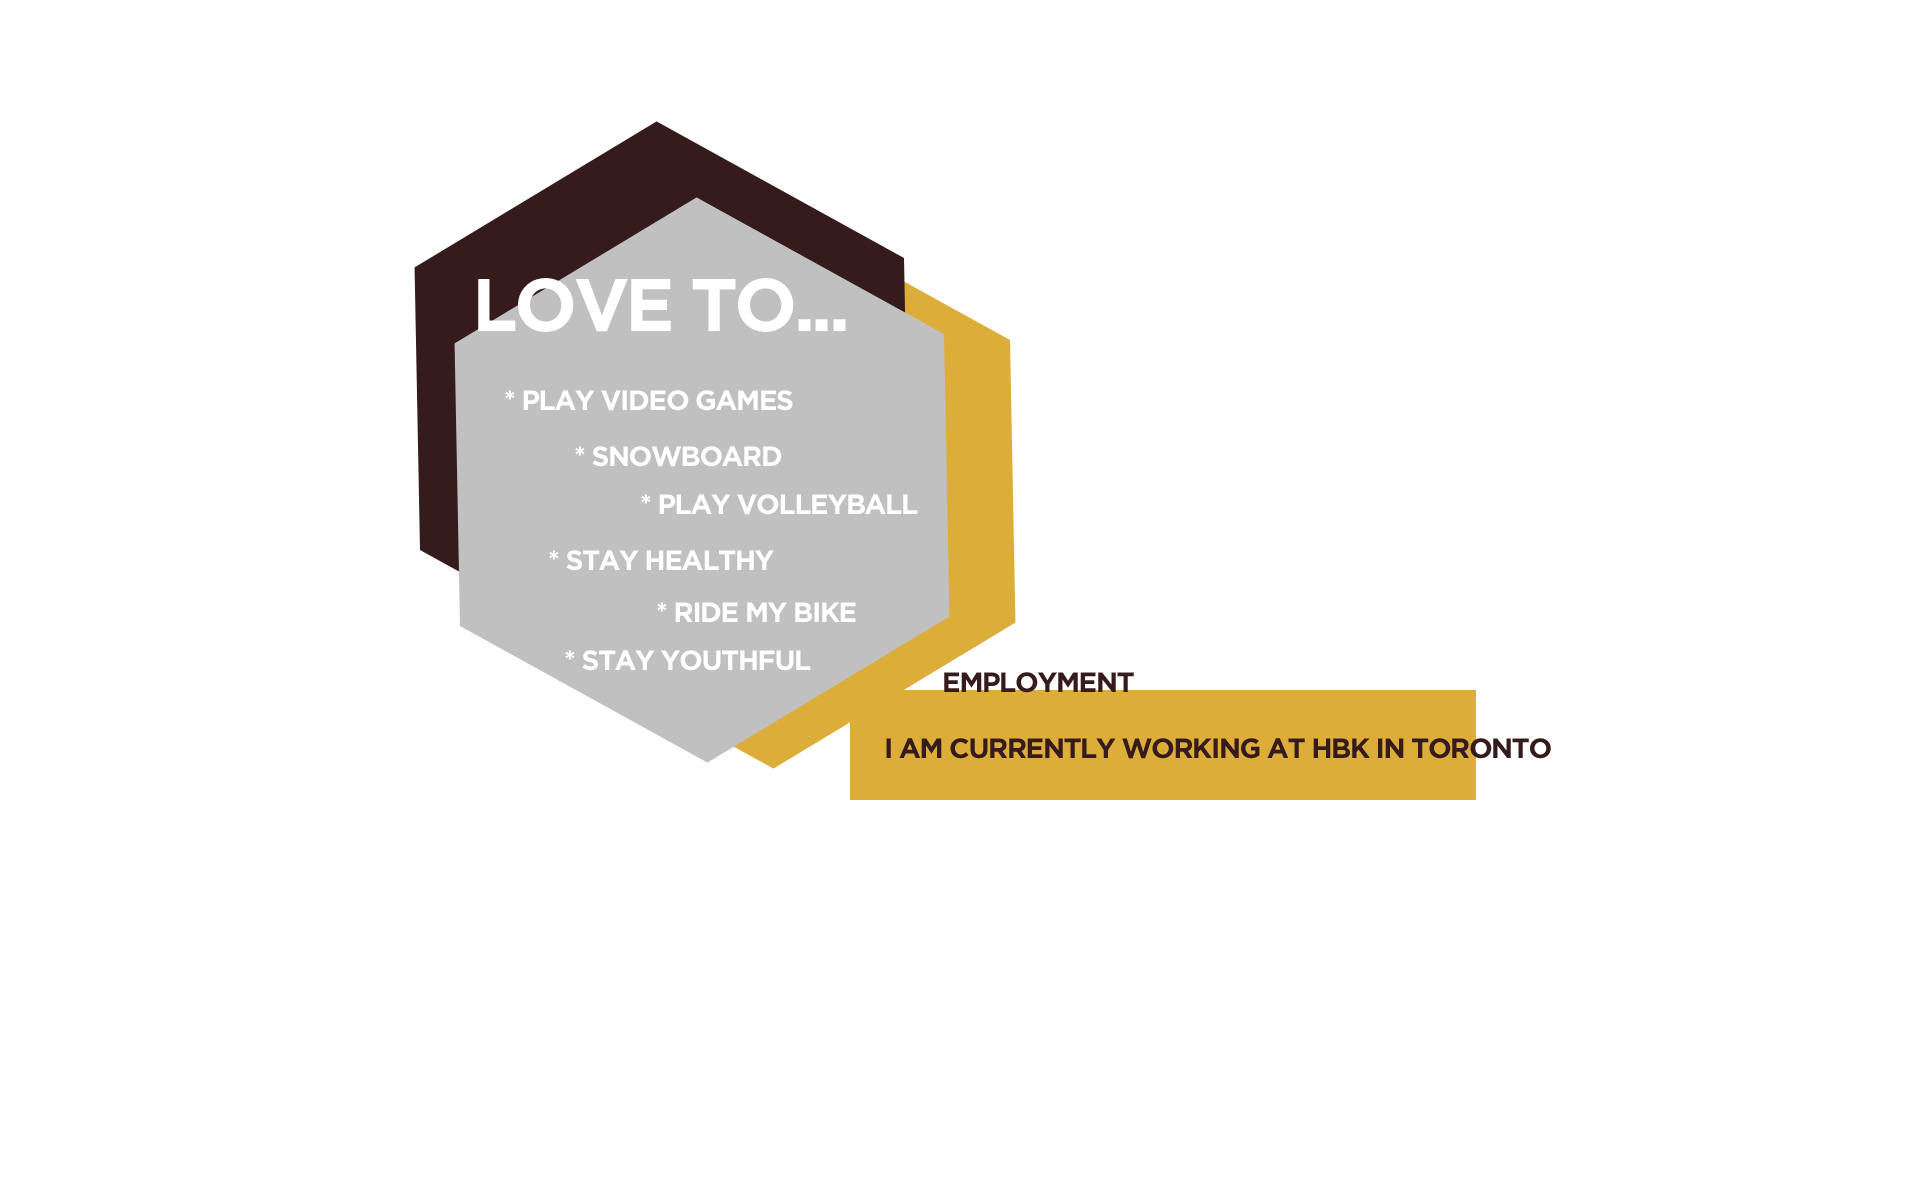 LOVE TO...
* PLAY VIDEO GAMES
* SNOWBOARD
* PLAY VOLLEYBALL
* STAY HEALTHY
* RIDE MY BIKE
* STAY YOUTHFUL
EMPLOYMENT
I AM CURRENTLY WORKING AT HBK IN TORONTO